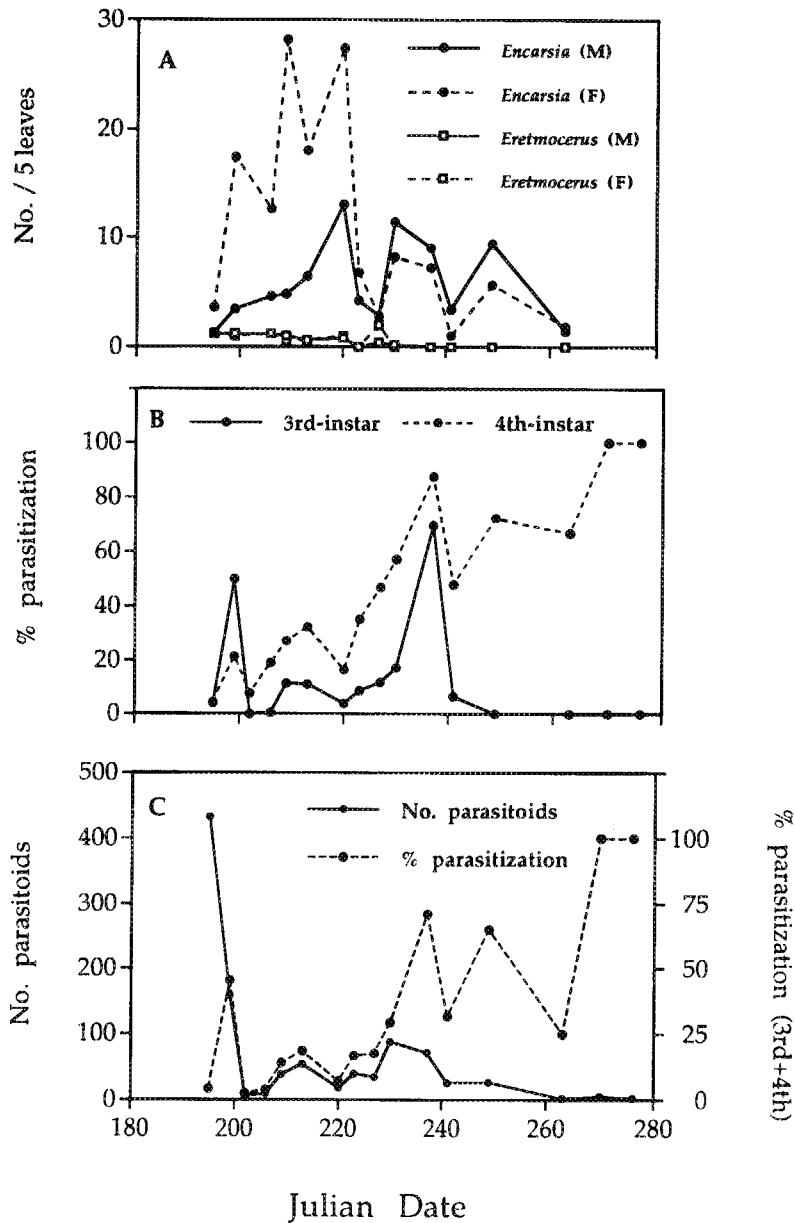 A
Encarsia (M)
Encarsia (F)
Eretmocerus (M)
Eretmocerus (F)
No. / 5 leaves
30
20
10
0
B
3rd-instar
4th-instar
% parasitization
100
80
60
40
20
0
C
No. parasitoids
% parasitization
No. parasitoids
500
400
300
200
100
0
100
75
50
25
0
% parasitization (3rd+4th)
180
200
220
240
260
280
Julian Date